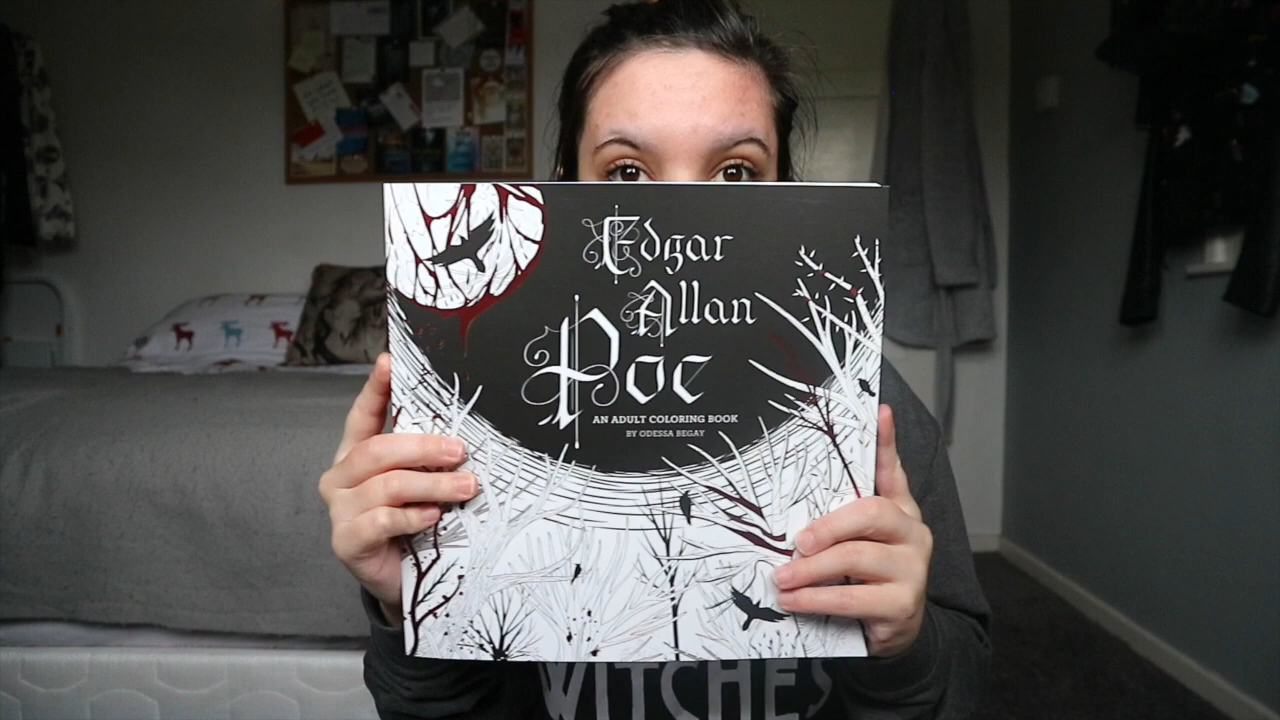 Edgar
Allan
Poe
AN ADULT COLORING BOOK
BY ODESSA BEGAY
WITCHES